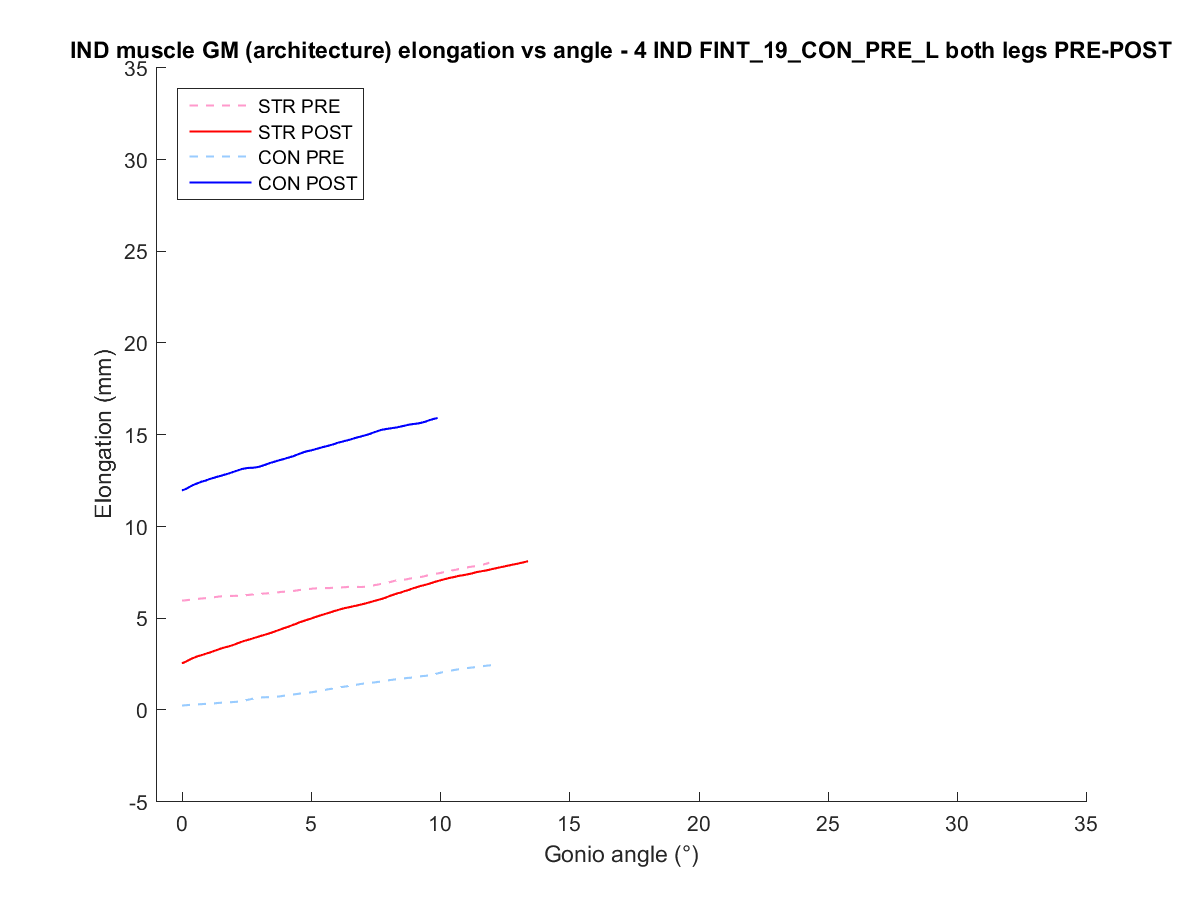 IND muscle GM (architecture) elongation vs angle - 4 IND FINT_19_CON_PRE_L both legs PRE-POST
35
30
25
20
15
10
5
0
-5
STR PRE
STR POST
CON PRE
CON POST
Elongation (mm)
0 5 10 15 20 25 30 35
Gonio angle (°)